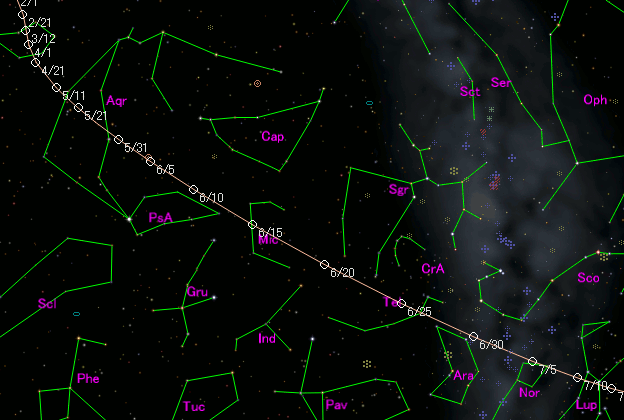 2/1
2/21
3/12
4/1
4/21
5/11
5/21
5/31
6/5
6/10
6/15
6/20
6/25
6/30
7/5
7/10
7
Aqr
Cap
Sct
Ser
Oph
PsA
Mic
Sgr
CrA
Sco
Scl
Gru
Ind
Te
Phe
Tuc
Pav
Ara
Nor
Lup